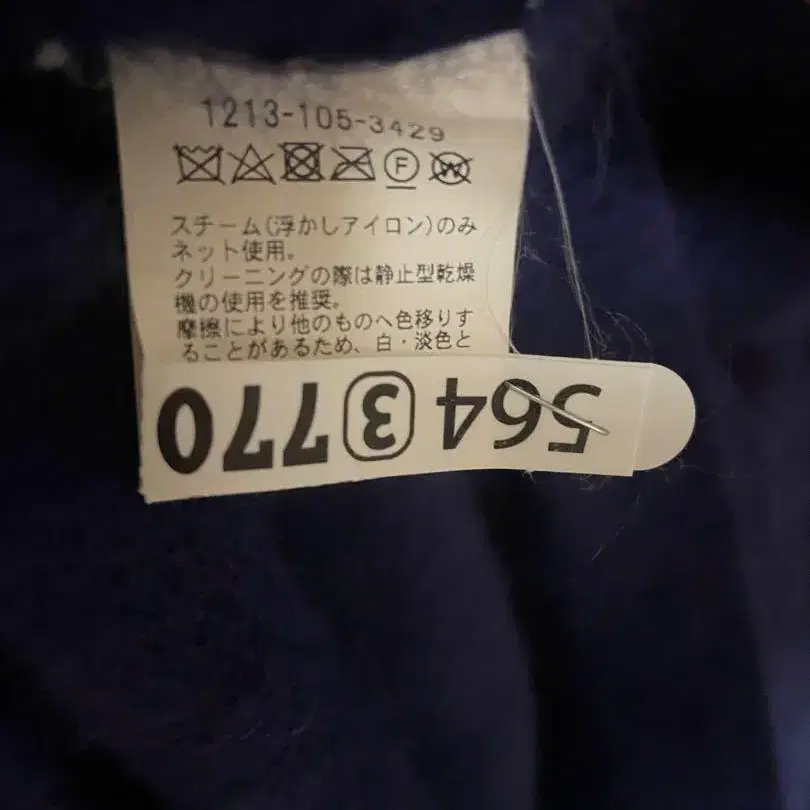 1213-105-3429
F W
スチーム(浮かしアイロン)のみ
ネット使用。
クリーニングの際は静止型乾燥
機の使用を推奨。
摩擦により他のものへ色移りす
ることがあるため、白・淡色と
564 3 770